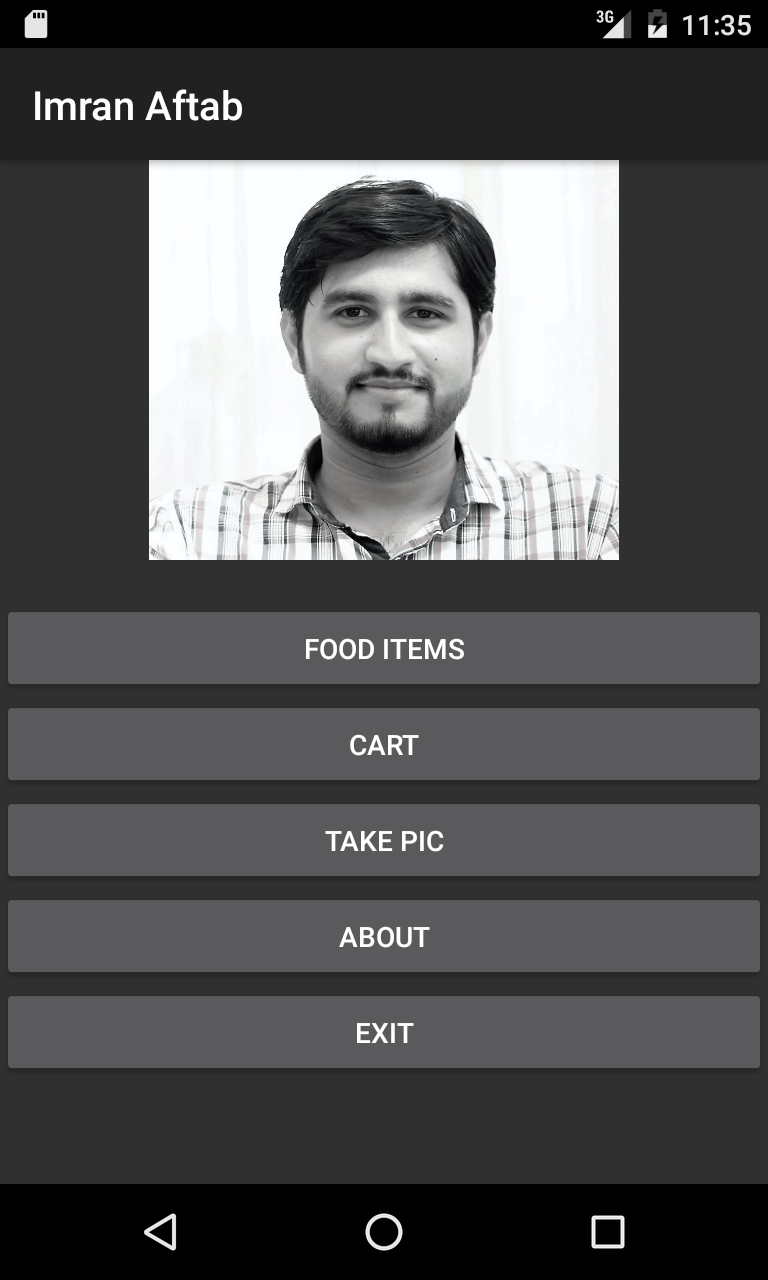 3G 11:35
Imran Aftab
FOOD ITEMS
CART
TAKE PIC
ABOUT
EXIT